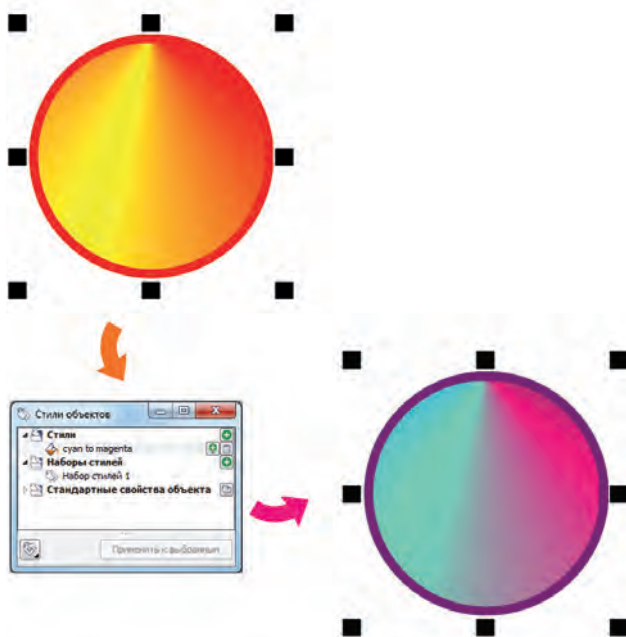 Стили объектов
Стили
cyan to magenta
Наборы стилей
Набор стилей 1
Стандартные свойства объекта
Применить к выбранным